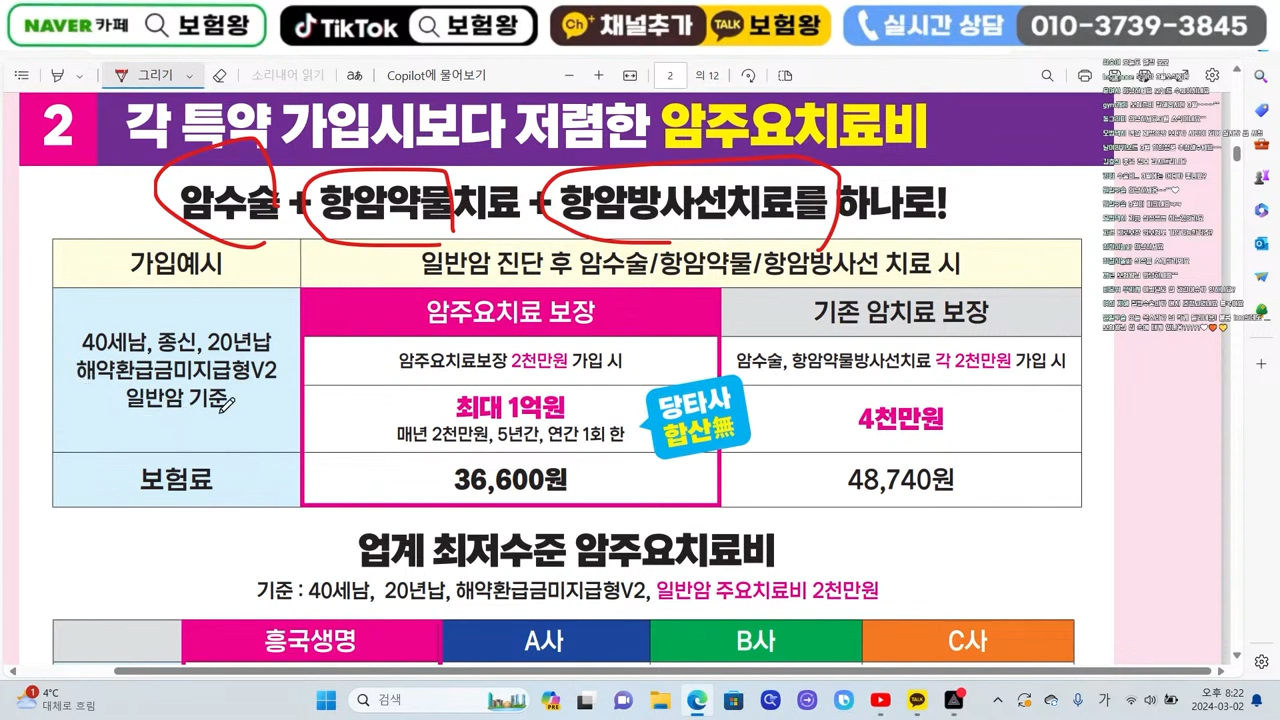 NAVER 카페 보험왕 TikTok 보험왕 Ch+ 채널추가 TALK 보험왕 실시간 상담 010-3739-3845
그리기 소리내어 읽기 aあ Copilot에 물어보기 2 의 12
2 각 특약 가입시보다 저렴한 암주요치료비
암수술 + 항암약물치료 + 항암방사선치료를 하나로!
가입예시 일반암 진단 후 암수술/항암약물/항암방사선 치료 시
암주요치료 보장 기존 암치료 보장
40세남, 종신, 20년납
해약환급금미지급형V2
일반암 기준
암주요치료보장 2천만원 가입 시 암수술, 항암약물방사선치료 각 2천만원 가입 시
최대 1억원
매년 2천만원, 5년간, 연간 1회 한
당타사
합산無
4천만원
보험료 36,600원 48,740원
업계 최저수준 암주요치료비
기준 : 40세남, 20년납, 해약환급금미지급형V2, 일반암 주요치료비 2천만원
흥국생명 A사 B사 C사
1 4°C
대체로 흐림
검색
PRE
가
오후 8:22
2024-03-02